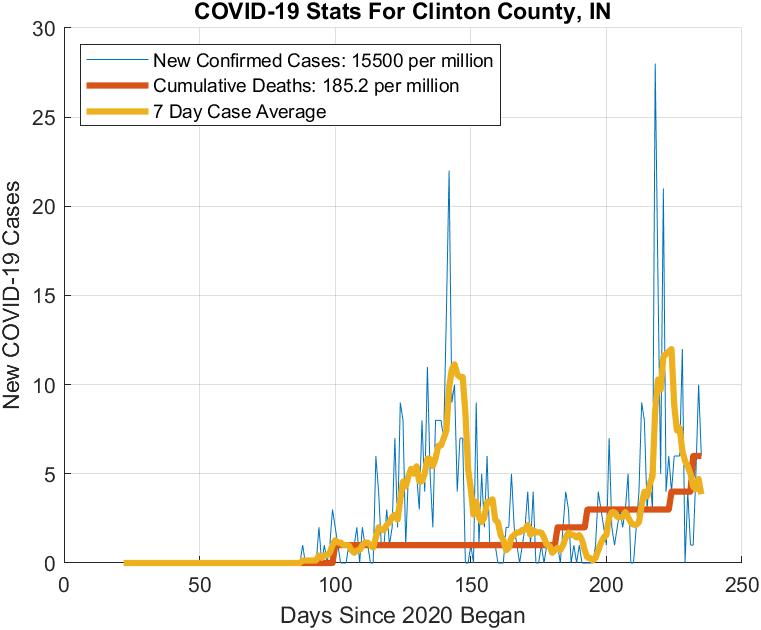 COVID-19 Stats For Clinton County, IN
New Confirmed Cases: 15500 per million
Cumulative Deaths: 185.2 per million
7 Day Case Average
New COVID-19 Cases
30
25
20
15
10
5
0
0 50 100 150 200 250
Days Since 2020 Began